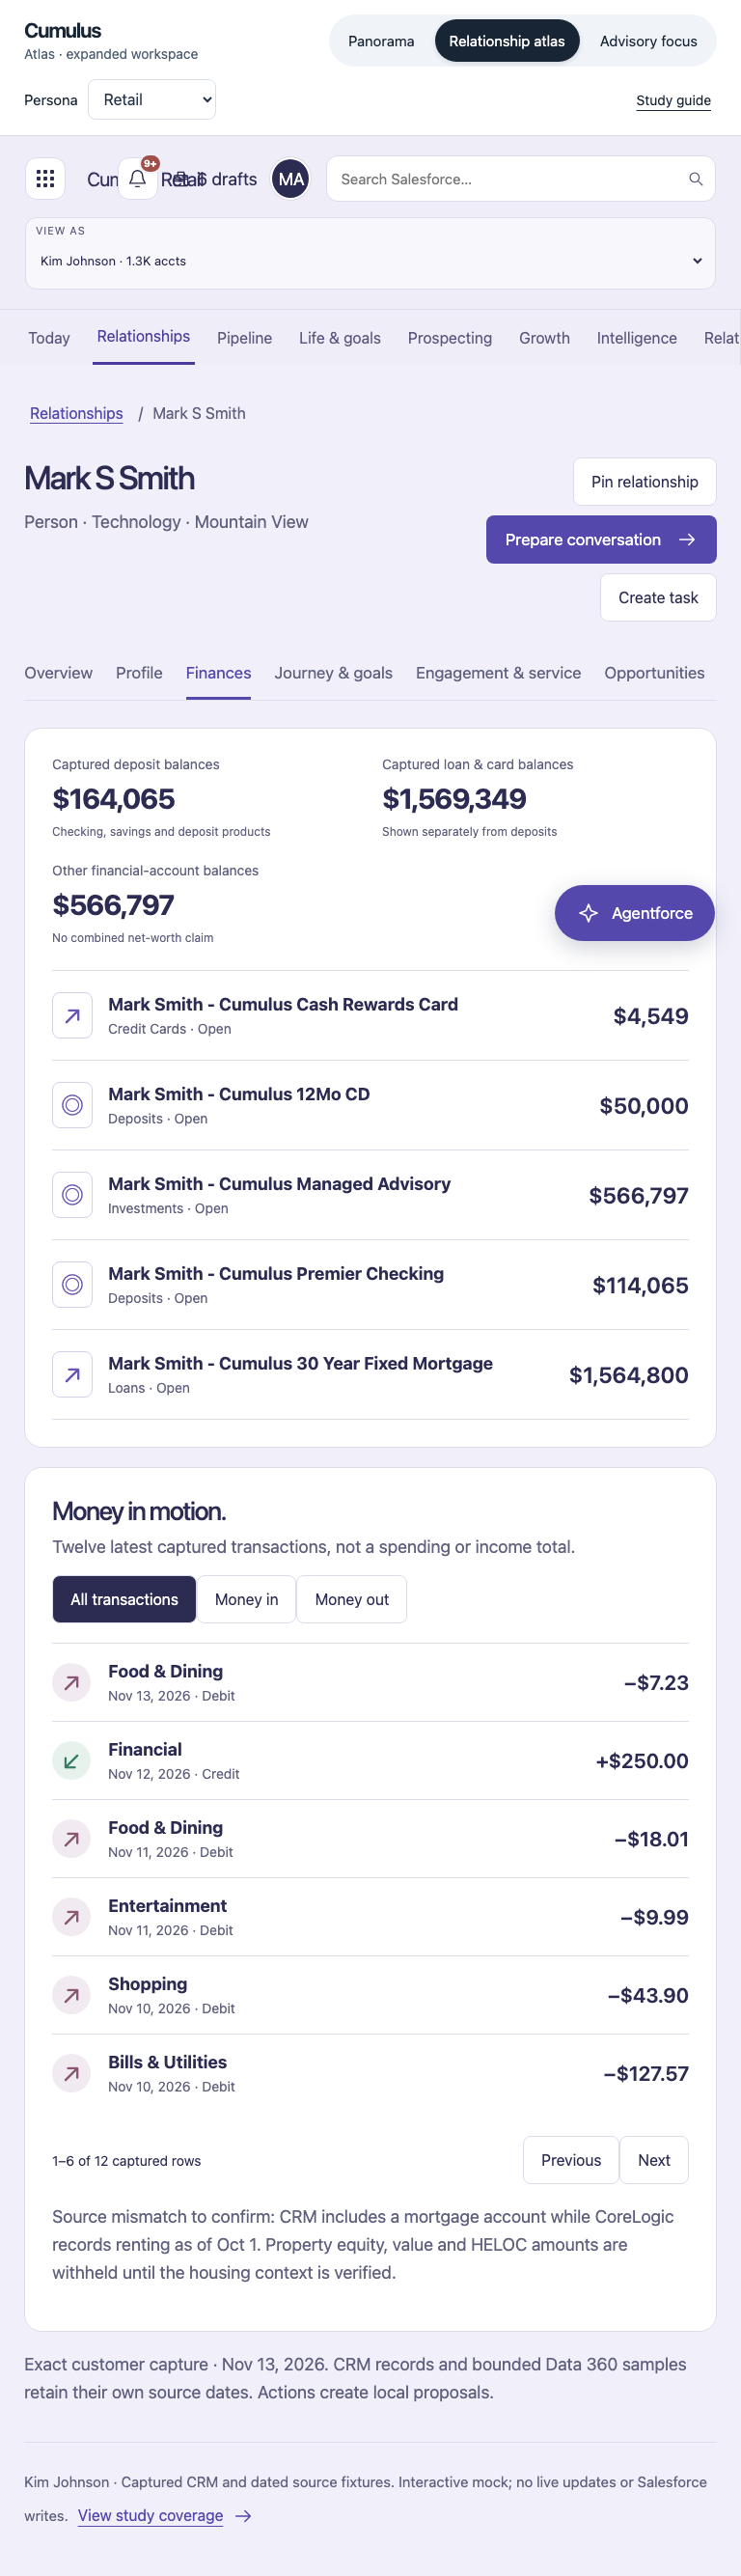 Cumulus
Atlas · expanded workspace
Panorama
Relationship atlas
Advisory focus
Persona
Retail
Study guide
9+
6 drafts
MA
Search Salesforce...
VIEW AS
Kim Johnson · 1.3K accts
Today
Relationships
Pipeline
Life & goals
Prospecting
Growth
Intelligence
Relat
Relationships / Mark S Smith
Mark S Smith
Person · Technology · Mountain View
Pin relationship
Prepare conversation
Create task
Overview
Profile
Finances
Journey & goals
Engagement & service
Opportunities
Captured deposit balances
$164,065
Checking, savings and deposit products
Captured loan & card balances
$1,569,349
Shown separately from deposits
Other financial-account balances
$566,797
No combined net-worth claim
Agentforce
Mark Smith - Cumulus Cash Rewards Card
Credit Cards · Open
$4,549
Mark Smith - Cumulus 12Mo CD
Deposits · Open
$50,000
Mark Smith - Cumulus Managed Advisory
Investments · Open
$566,797
Mark Smith - Cumulus Premier Checking
Deposits · Open
$114,065
Mark Smith - Cumulus 30 Year Fixed Mortgage
Loans · Open
$1,564,800
Money in motion.
Twelve latest captured transactions, not a spending or income total.
All transactions
Money in
Money out
Food & Dining
Nov 13, 2026 · Debit
−$7.23
Financial
Nov 12, 2026 · Credit
+$250.00
Food & Dining
Nov 11, 2026 · Debit
−$18.01
Entertainment
Nov 11, 2026 · Debit
−$9.99
Shopping
Nov 10, 2026 · Debit
−$43.90
Bills & Utilities
Nov 10, 2026 · Debit
−$127.57
1–6 of 12 captured rows
Previous
Next
Source mismatch to confirm: CRM includes a mortgage account while CoreLogic
records renting as of Oct 1. Property equity, value and HELOC amounts are
withheld until the housing context is verified.
Exact customer capture · Nov 13, 2026. CRM records and bounded Data 360 samples
retain their own source dates. Actions create local proposals.
Kim Johnson · Captured CRM and dated source fixtures. Interactive mock; no live updates or Salesforce
writes. View study coverage